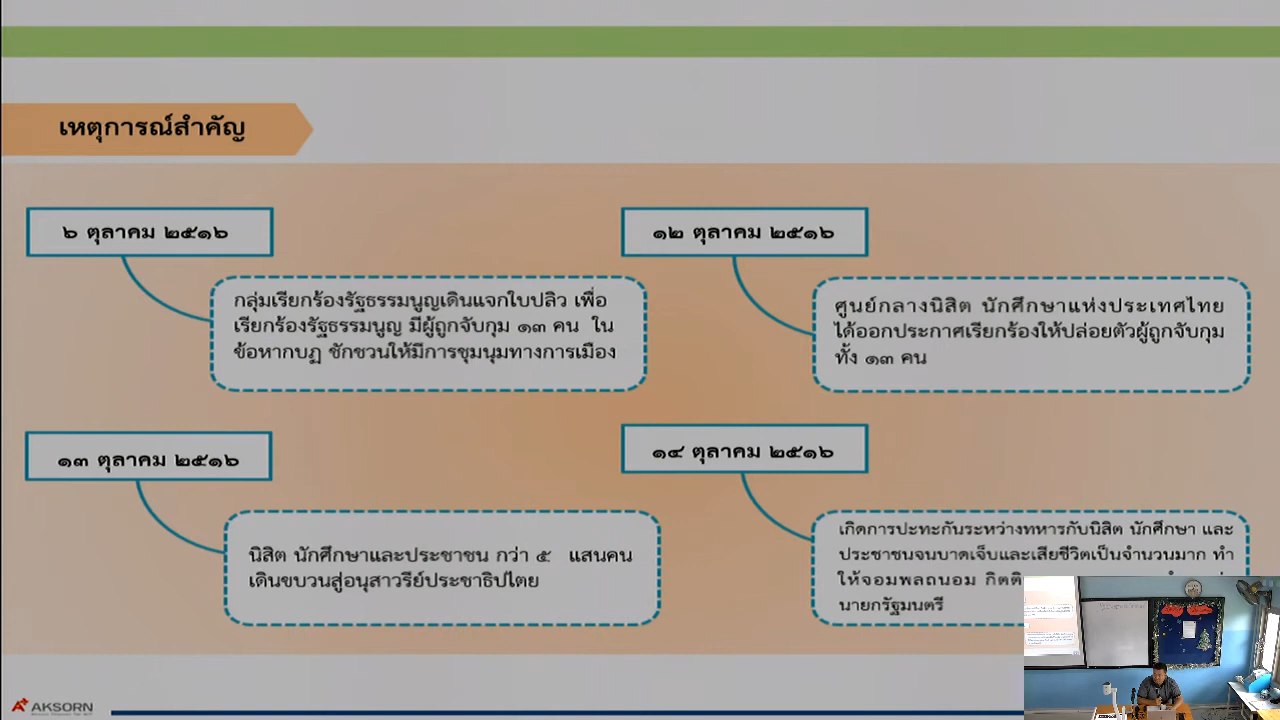 เหตุการณ์สำคัญ
๖ ตุลาคม ๒๕๑๖
กลุ่มเรียกร้องรัฐธรรมนูญเดินแจกใบปลิว เพื่อ
เรียกร้องรัฐธรรมนูญ มีผู้ถูกจับกุม ๑๓ คน ใน
ข้อหากบฏ ชักชวนให้มีการชุมนุมทางการเมือง
๑๒ ตุลาคม ๒๕๑๖
ศูนย์กลางนิสิต นักศึกษาแห่งประเทศไทย
ได้ออกประกาศเรียกร้องให้ปล่อยตัวผู้ถูกจับกุม
ทั้ง ๑๓ คน
๑๓ ตุลาคม ๒๕๑๖
นิสิต นักศึกษาและประชาชน กว่า ๕ แสนคน
เดินขบวนสู่อนุสาวรีย์ประชาธิปไตย
๑๔ ตุลาคม ๒๕๑๖
เกิดการปะทะกันระหว่างทหารกับนิสิต นักศึกษา และ
ประชาชนจนบาดเจ็บและเสียชีวิตเป็นจำนวนมาก ทำ
ให้จอมพลถนอม
นายกรัฐมนตรี
AKSORN